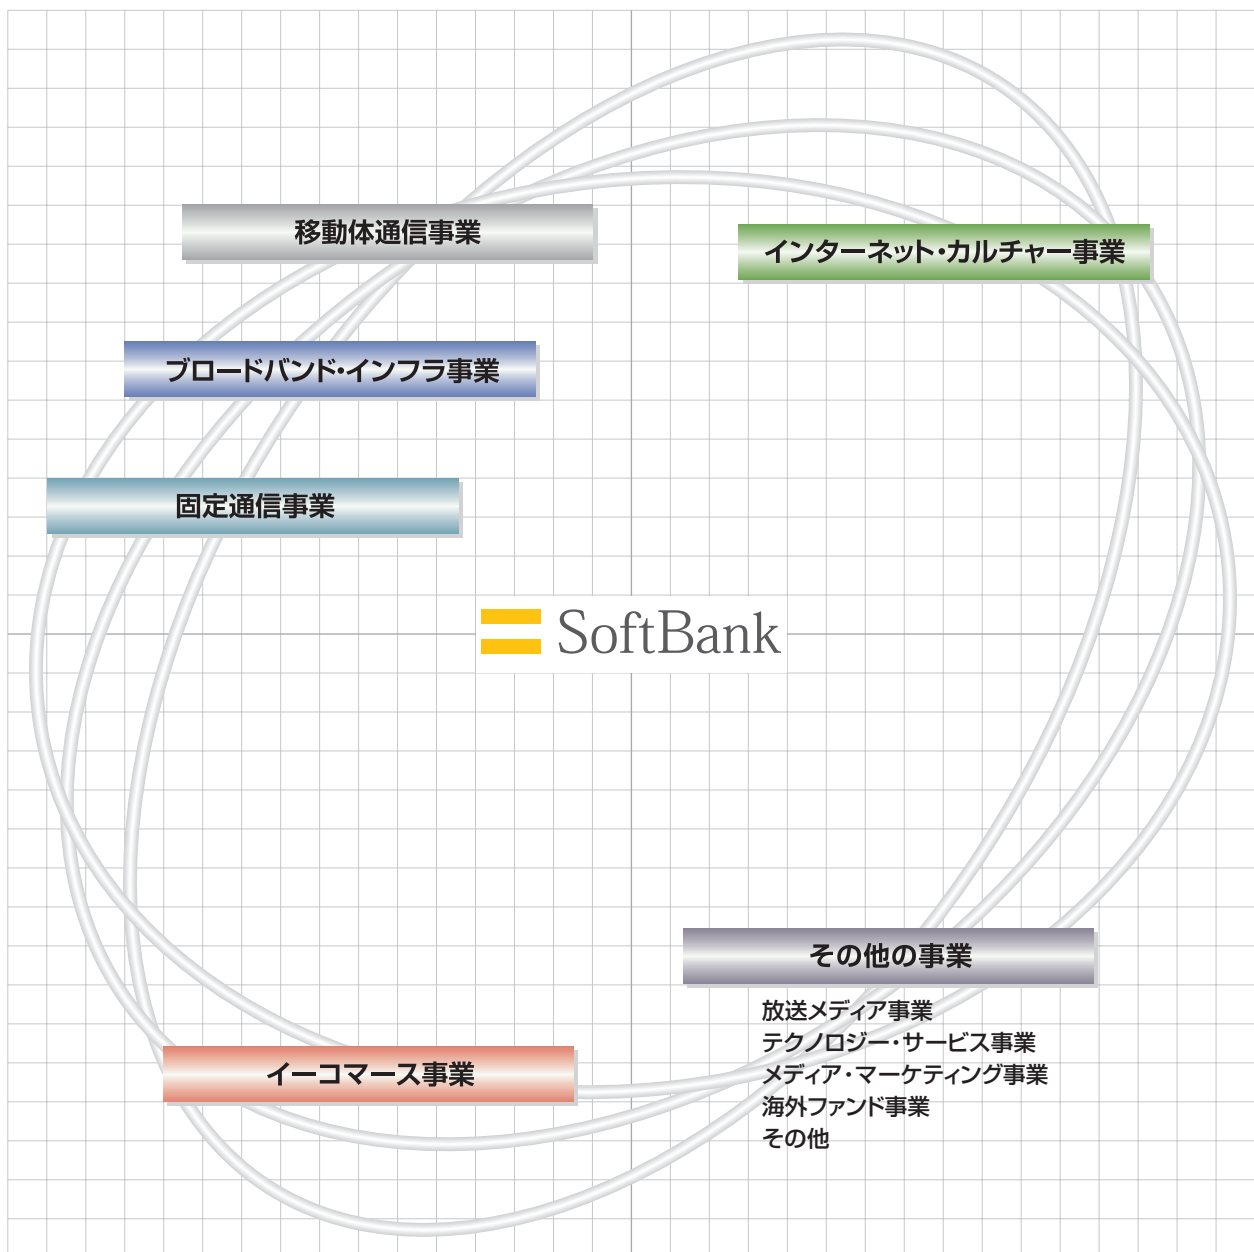 移動体通信事業
インターネット・カルチャー事業
ブロードバンド・インフラ事業
固定通信事業
SoftBank
その他の事業
放送メディア事業
テクノロジー・サービス事業
メディア・マーケティング事業
海外ファンド事業
その他
イーコマース事業